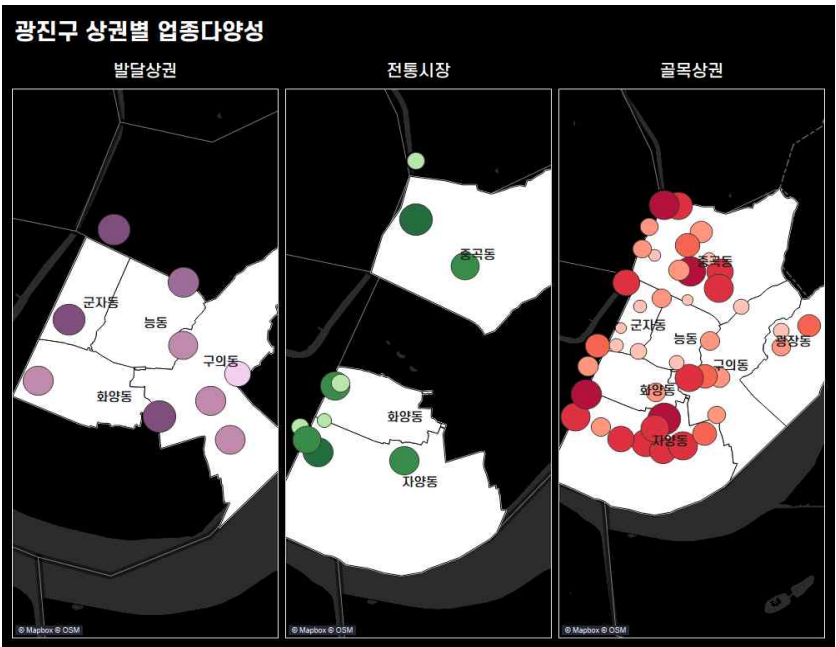 광진구 상권별 업종다양성
발달상권
전통시장
골목상권
군자동
능동
구의동
화양동
© Mapbox © OSM
중곡동
화양동
자양동
© Mapbox © OSM
중곡동
군자동
능동
광장동
구의동
화양동
자양동
© Mapbox © OSM